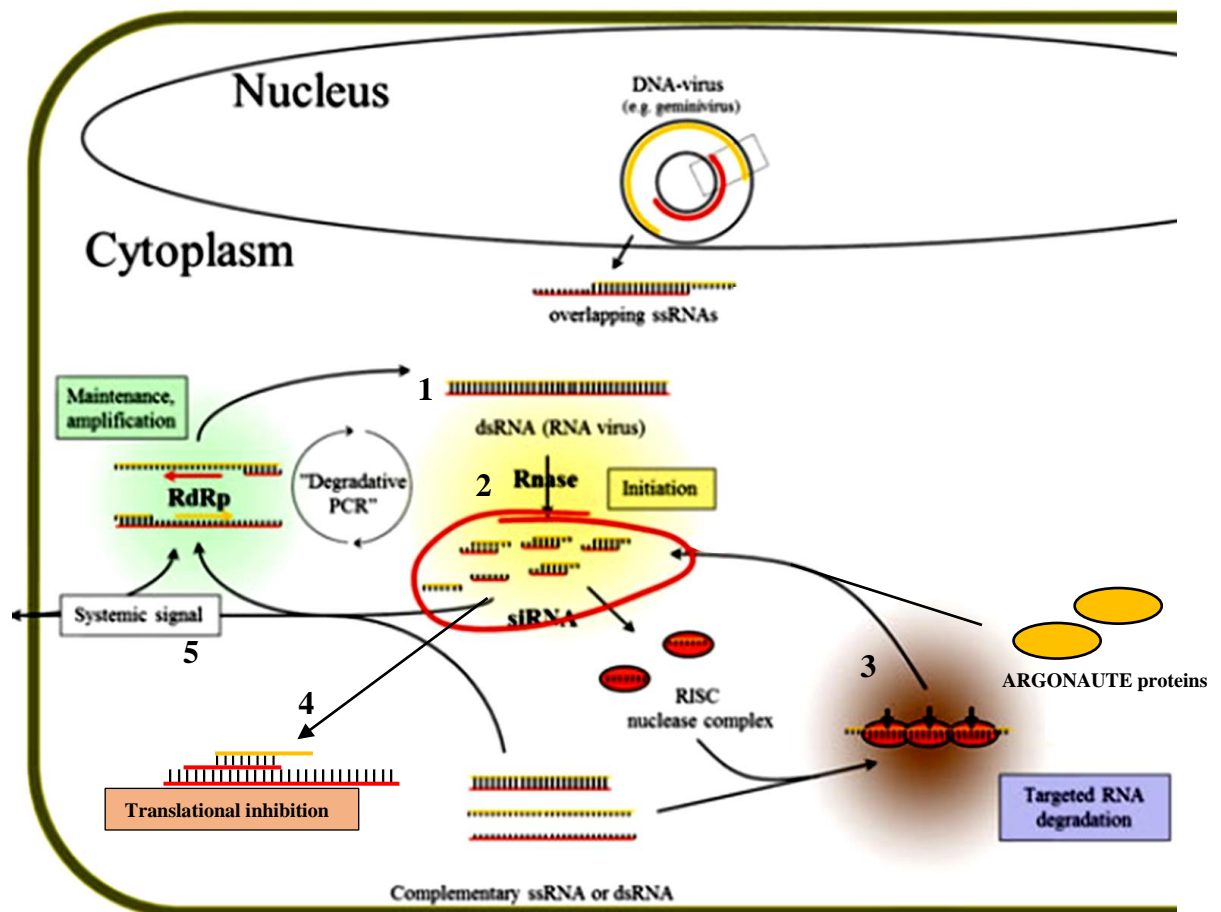 Nucleus
DNA-virus
(e.g. geminivirus)
Cytoplasm
overlapping ssRNAs
Maintenance,
amplification
1
dsRNA (RNA virus)
RdRp
"Degradative
PCR"
2
Rnase
Initiation
siRNA
Systemic signal
5
3
ARGONAUTE proteins
RISC
nuclease complex
4
Translational inhibition
Targeted RNA
degradation
Complementary ssRNA or dsRNA